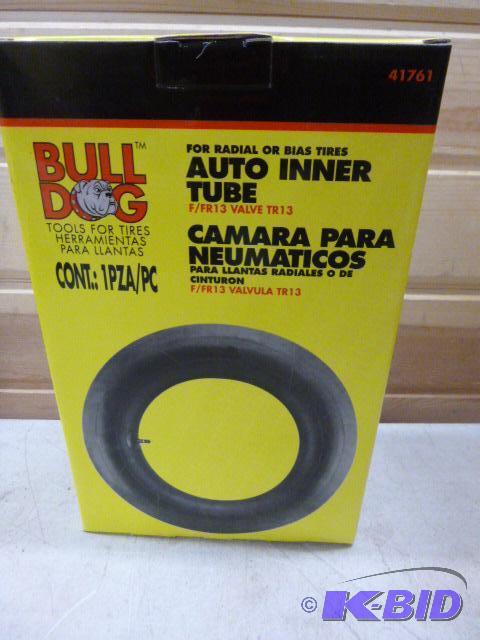 41761
BULL DOG™
TOOLS FOR TIRES
HERRAMIENTAS
PARA LLANTAS
CONT.: 1PZA/PC
FOR RADIAL OR BIAS TIRES
AUTO INNER
TUBE
F/FR13 VALVE TR13
CAMARA PARA
NEUMATICOS
PARA LLANTAS RADIALES O DE
CINTURON
F/FR13 VALVULA TR13
© K-BID